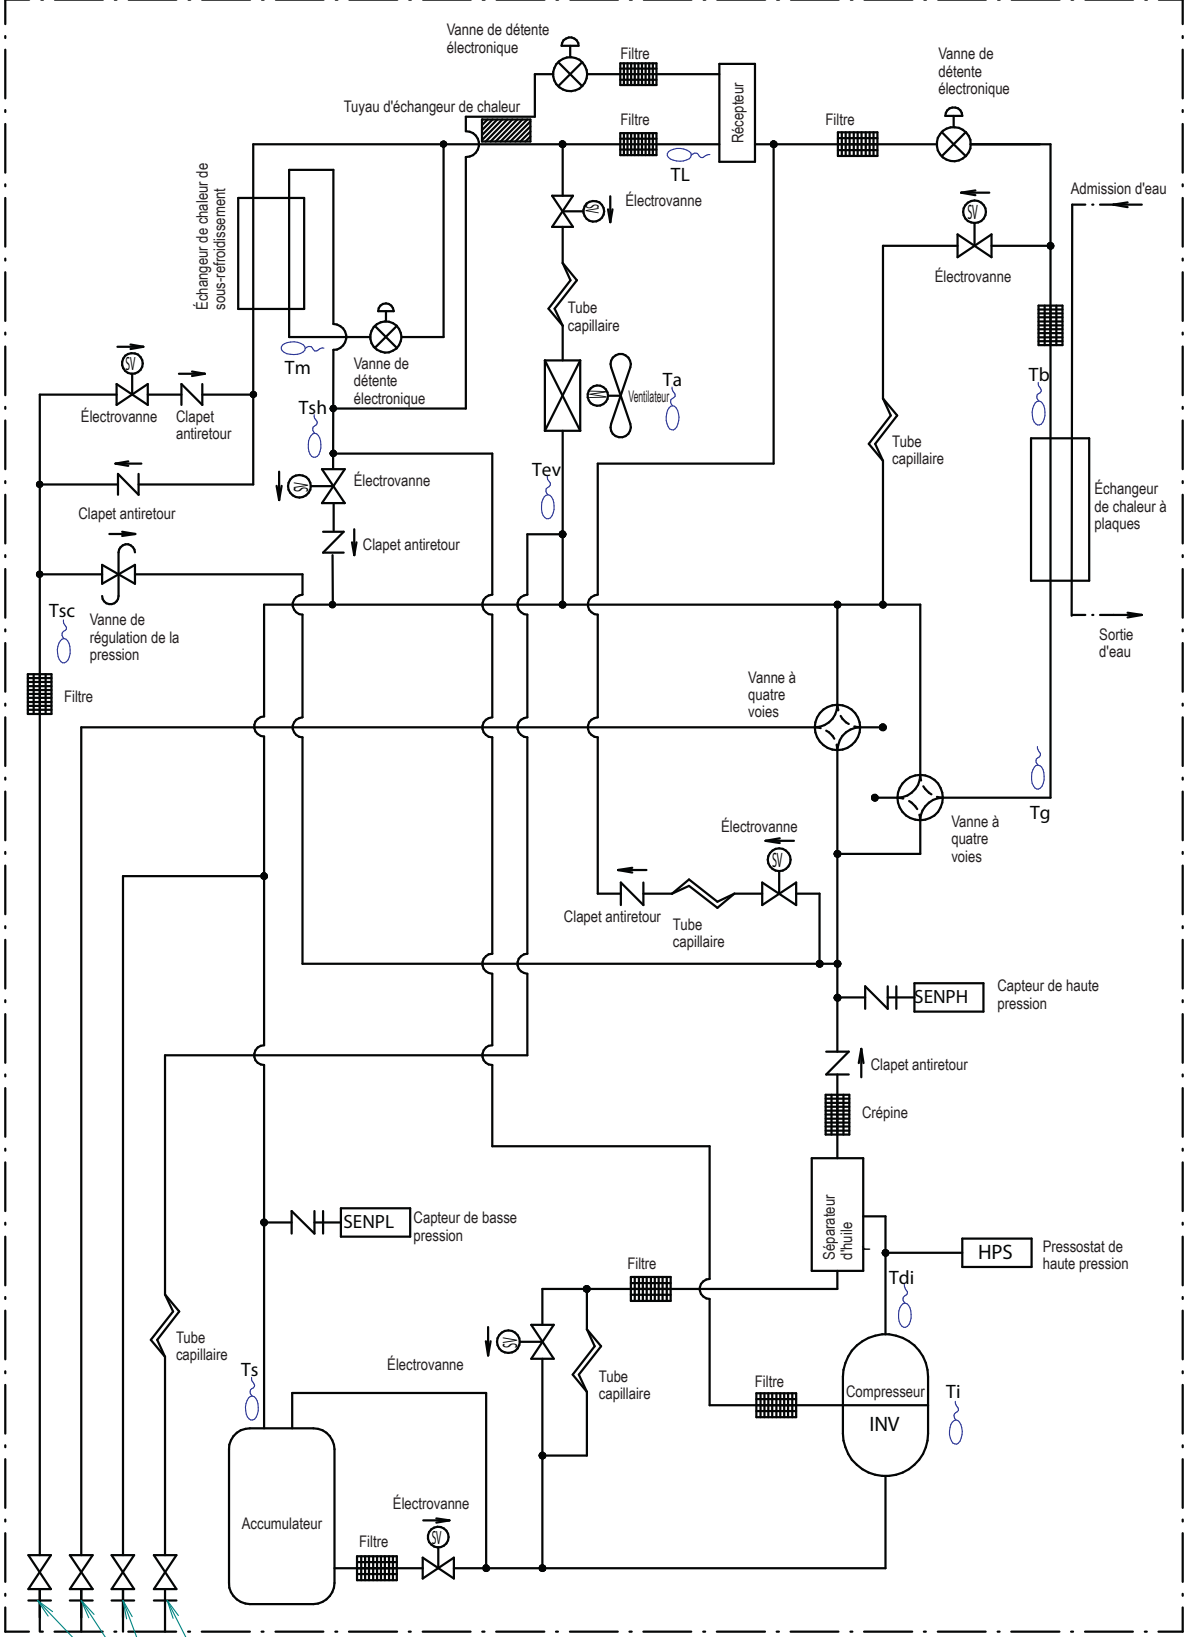 Vanne de détente
électronique
Filtre
Vanne de
détente
électronique
Récepteur
Tuyau d'échangeur de chaleur
Filtre
Filtre
TL
Échangeur de chaleur de
sous-refroidissement
SV
Électrovanne
SV
Admission d'eau
Électrovanne
Tube
capillaire
SV
Tm
Vanne de
détente
électronique
Tb
Électrovanne
Clapet
antiretour
Tsh
M
Ventilateur
Ta
Tube
capillaire
Tev
SV
Électrovanne
Échangeur
de chaleur à
plaques
Clapet antiretour
Clapet antiretour
Tsc
Vanne de
régulation de la
pression
Sortie
d'eau
Filtre
Vanne à
quatre
voies
Tg
Vanne à
quatre
voies
Électrovanne
SV
Clapet antiretour
Tube
capillaire
SENPH
Capteur de haute
pression
Clapet antiretour
Crépine
SENPL
Capteur de basse
pression
Séparateur
d'huile
HPS
Pressostat de
haute pression
Filtre
Tdi
Tube
capillaire
SV
Électrovanne
Ts
Tube
capillaire
Filtre
Compresseur
INV
Ti
Accumulateur
Électrovanne
SV
Filtre